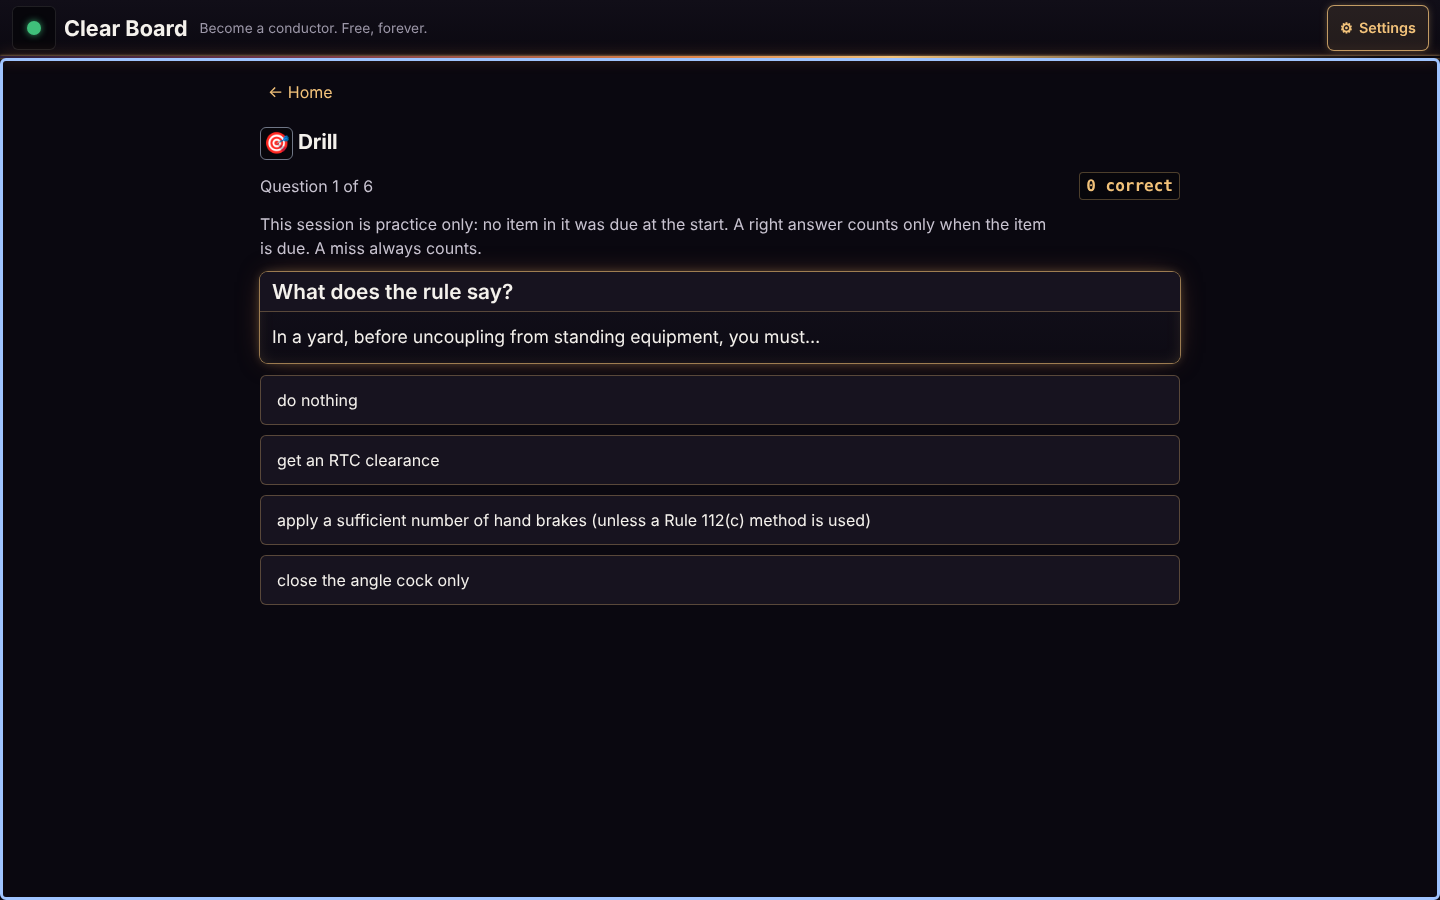 Clear Board
Become a conductor. Free, forever.
⚙ Settings
← Home
🎯 Drill
Question 1 of 6
0 correct
This session is practice only: no item in it was due at the start. A right answer counts only when the item
is due. A miss always counts.
What does the rule say?
In a yard, before uncoupling from standing equipment, you must...
do nothing
get an RTC clearance
apply a sufficient number of hand brakes (unless a Rule 112(c) method is used)
close the angle cock only